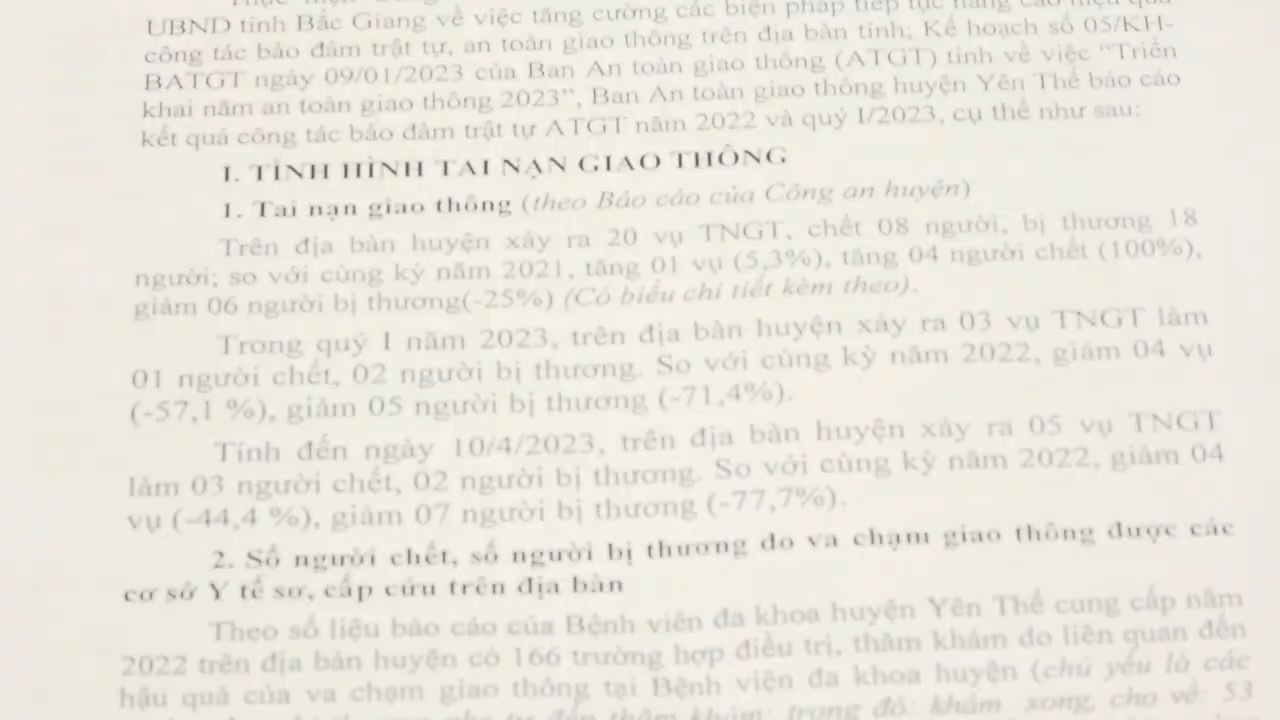 UBND tỉnh Bắc Giang về việc tăng cường các biện pháp tiếp tục nâng cao hiệu quả
công tác bảo đảm trật tự, an toàn giao thông trên địa bàn tỉnh; Kế hoạch số 05/KH-
BATGT ngày 09/01/2023 của Ban An toàn giao thông (ATGT) tỉnh về việc “Triển
khai năm an toàn giao thông 2023”, Ban An toàn giao thông huyện Yên Thế báo cáo
kết quả công tác bảo đảm trật tự ATGT năm 2022 và quý I/2023, cụ thể như sau:
I. TÌNH HÌNH TAI NẠN GIAO THÔNG
1. Tai nạn giao thông (theo Báo cáo của Công an huyện)
Trên địa bàn huyện xảy ra 20 vụ TNGT, chết 08 người, bị thương 18
người; so với cùng kỳ năm 2021, tăng 01 vụ (5,3%), tăng 04 người chết (100%),
giảm 06 người bị thương(-25%) (Có biểu chi tiết kèm theo).
Trong quý I năm 2023, trên địa bàn huyện xảy ra 03 vụ TNGT làm
01 người chết, 02 người bị thương. So với cùng kỳ năm 2022, giảm 04 vụ
(-57,1 %), giảm 05 người bị thương (-71,4%).
Tính đến ngày 10/4/2023, trên địa bàn huyện xảy ra 05 vụ TNGT
làm 03 người chết, 02 người bị thương. So với cùng kỳ năm 2022, giảm 04
vụ (-44,4 %), giảm 07 người bị thương (-77,7%).
2. Số người chết, số người bị thương do va chạm giao thông được các
cơ sở Y tế sơ, cấp cứu trên địa bàn
Theo số liệu báo cáo của Bệnh viên đa khoa huyện Yên Thế cung cấp năm
2022 trên địa bàn huyện có 166 trường hợp điều trị, thăm khám do liên quan đến
hậu quả của va chạm giao thông tại Bệnh viện đa khoa huyện (chủ yếu là các
đến thăm khám; trong đó: khám xong, cho về: 53